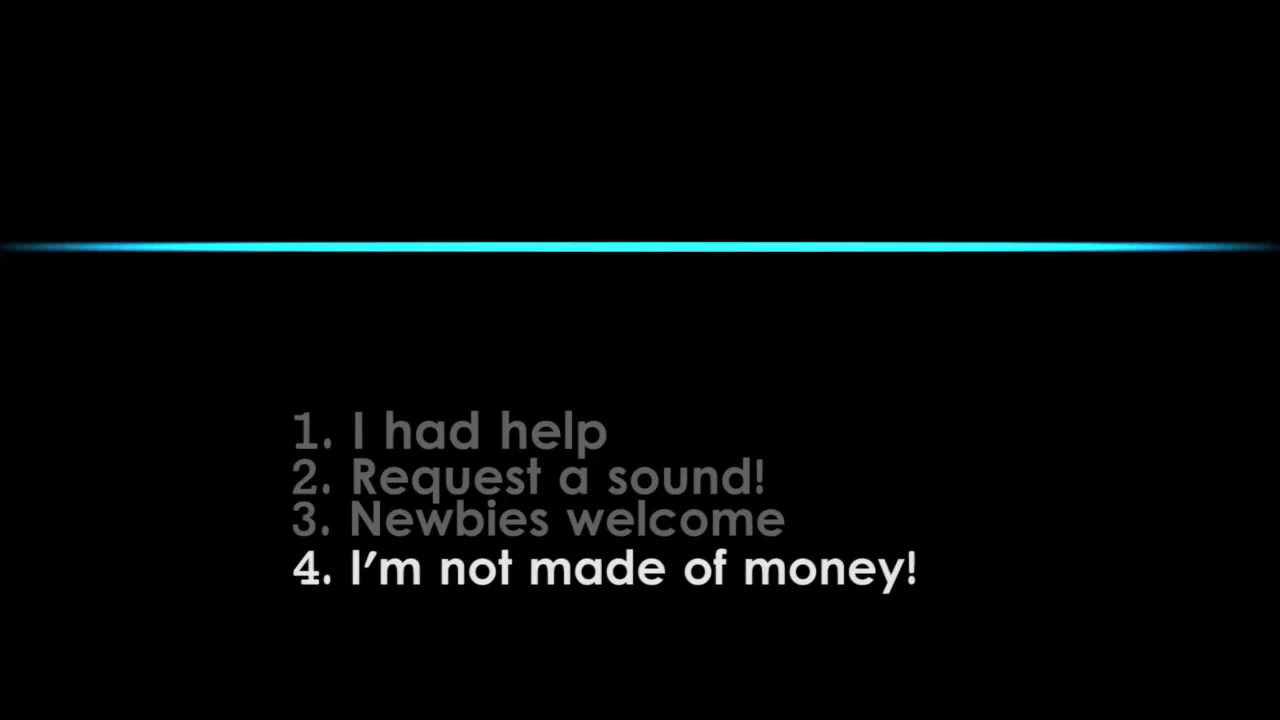 1. I had help
2. Request a sound!
3. Newbies welcome
4. I’m not made of money!